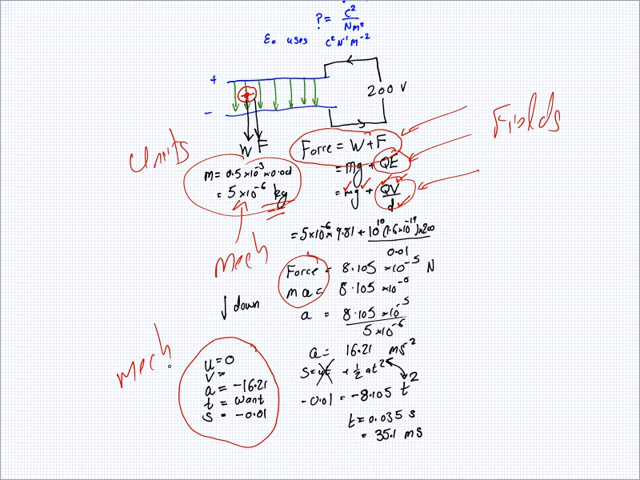 ? = C²/Nm²
ε₀ uses C²N⁻¹m⁻²
+
−
200 V
W F
Fields
Units
Force = W + F
= mg + QE
= mg + QV/d
m = 0.5×10⁻³×0.01
= 5×10⁻⁶ kg
mech
= 5×10⁻⁶ × 9.81 + 10¹⁰(1.6×10⁻¹⁹)×200/0.01
Force = 8.105 ×10⁻⁵ N
ma = 8.105 ×10⁻⁵
↓ down
a = 8.105 ×10⁻⁵/5×10⁻⁶
a = 16.21 ms²
s = ut + ½at²
-0.01 = -8.105 t²
t = 0.035 s
= 35.1 ms
mech
u = 0
v =
a = -16.21
t = want
s = -0.01